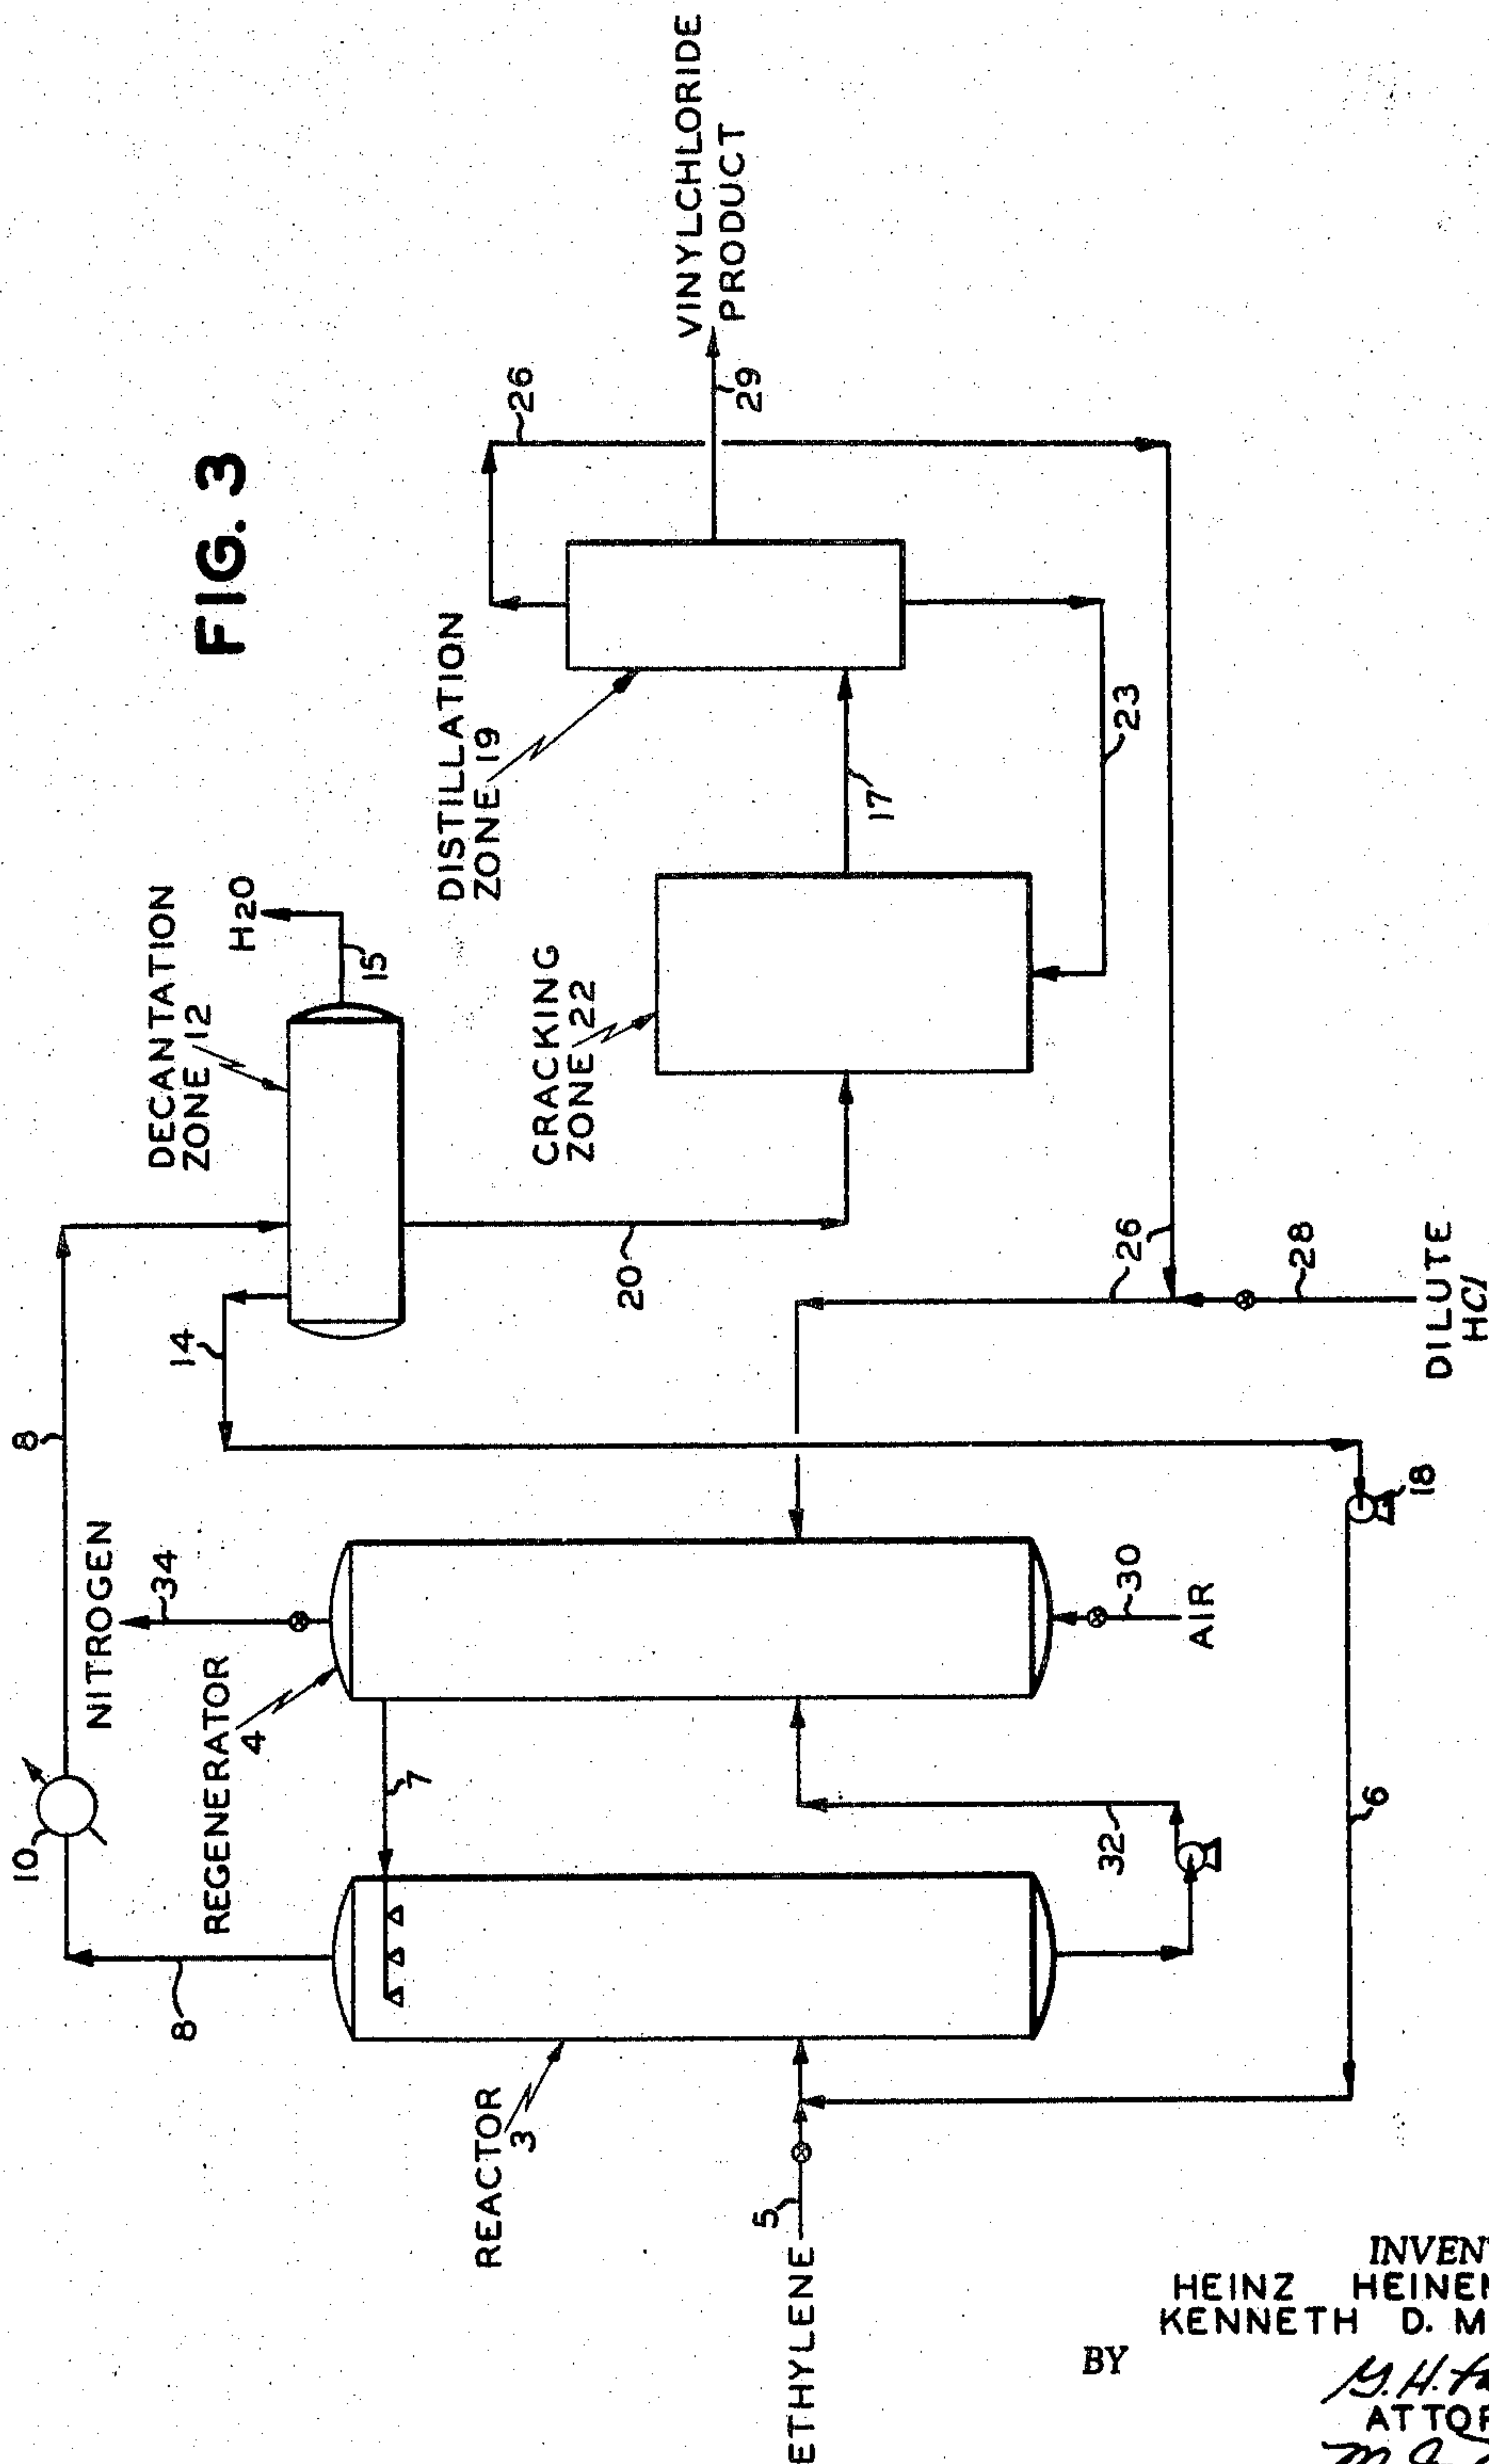 FIG. 3
8
10
8
NITROGEN
34
REGENERATOR
4
7
REACTOR
3
5
ETHYLENE
32
6
AIR
30
18
14
DECANTATION
ZONE 12
H2O
15
20
CRACKING
ZONE 22
DISTILLATION
ZONE 19
17
23
26
29
VINYLCHLORIDE
PRODUCT
26
28
DILUTE
HCl
HEINZ
KENNETH D.
BY